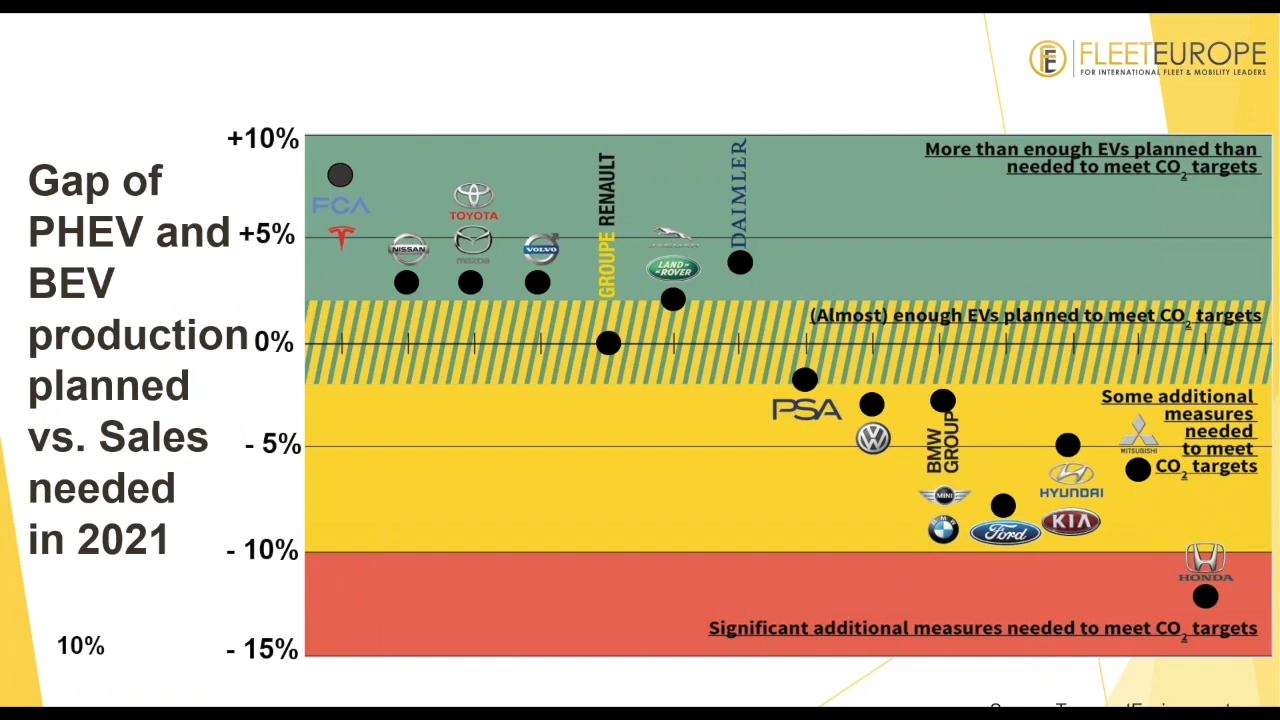 FLEETEUROPE
FOR INTERNATIONAL FLEET & MOBILITY LEADERS
Gap of
PHEV and
BEV
production
planned
vs. Sales
needed
in 2021
10%
+10%
+5%
0%
- 5%
- 10%
- 15%
More than enough EVs planned than
needed to meet CO2 targets
(Almost) enough EVs planned to meet CO2 targets
Some additional
measures
needed
to meet
CO2 targets
Significant additional measures needed to meet CO2 targets
FCA
NISSAN
TOYOTA
mazda
VOLVO
GROUPE RENAULT
JAGUAR
LAND-
ROVER
DAIMLER
PSA
BMW
GROUP
MINI
BMW
Ford
HYUNDAI
KIA
MITSUBISHI
HONDA